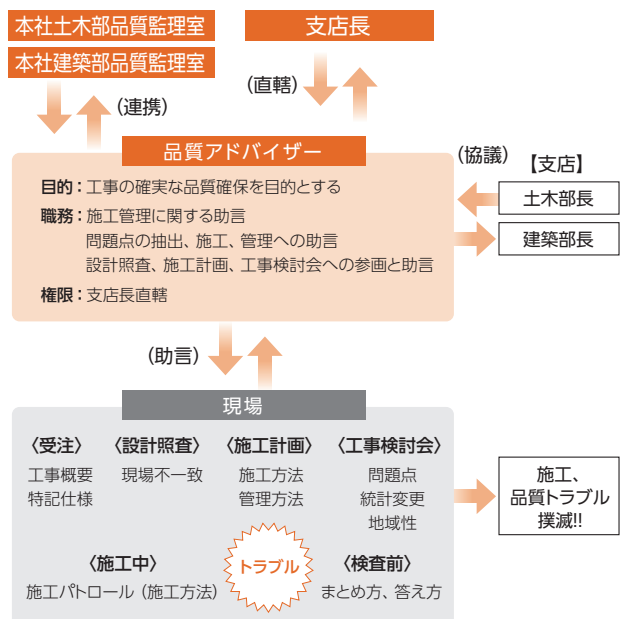 本社土木部品質監理室
本社建築部品質監理室
支店長
(連携)
(直轄)
品質アドバイザー
目的：工事の確実な品質確保を目的とする
職務：施工管理に関する助言
問題点の抽出、施工、管理への助言
設計照査、施工計画、工事検討会への参画と助言
権限：支店長直轄
(協議)
【支店】
土木部長
建築部長
(助言)
現場
〈受注〉
工事概要
特記仕様
〈設計照査〉
現場不一致
〈施工計画〉
施工方法
管理方法
〈工事検討会〉
問題点
統計変更
地域性
〈施工中〉
施工パトロール（施工方法）
トラブル
〈検査前〉
まとめ方、答え方
施工、
品質トラブル
撲滅!!